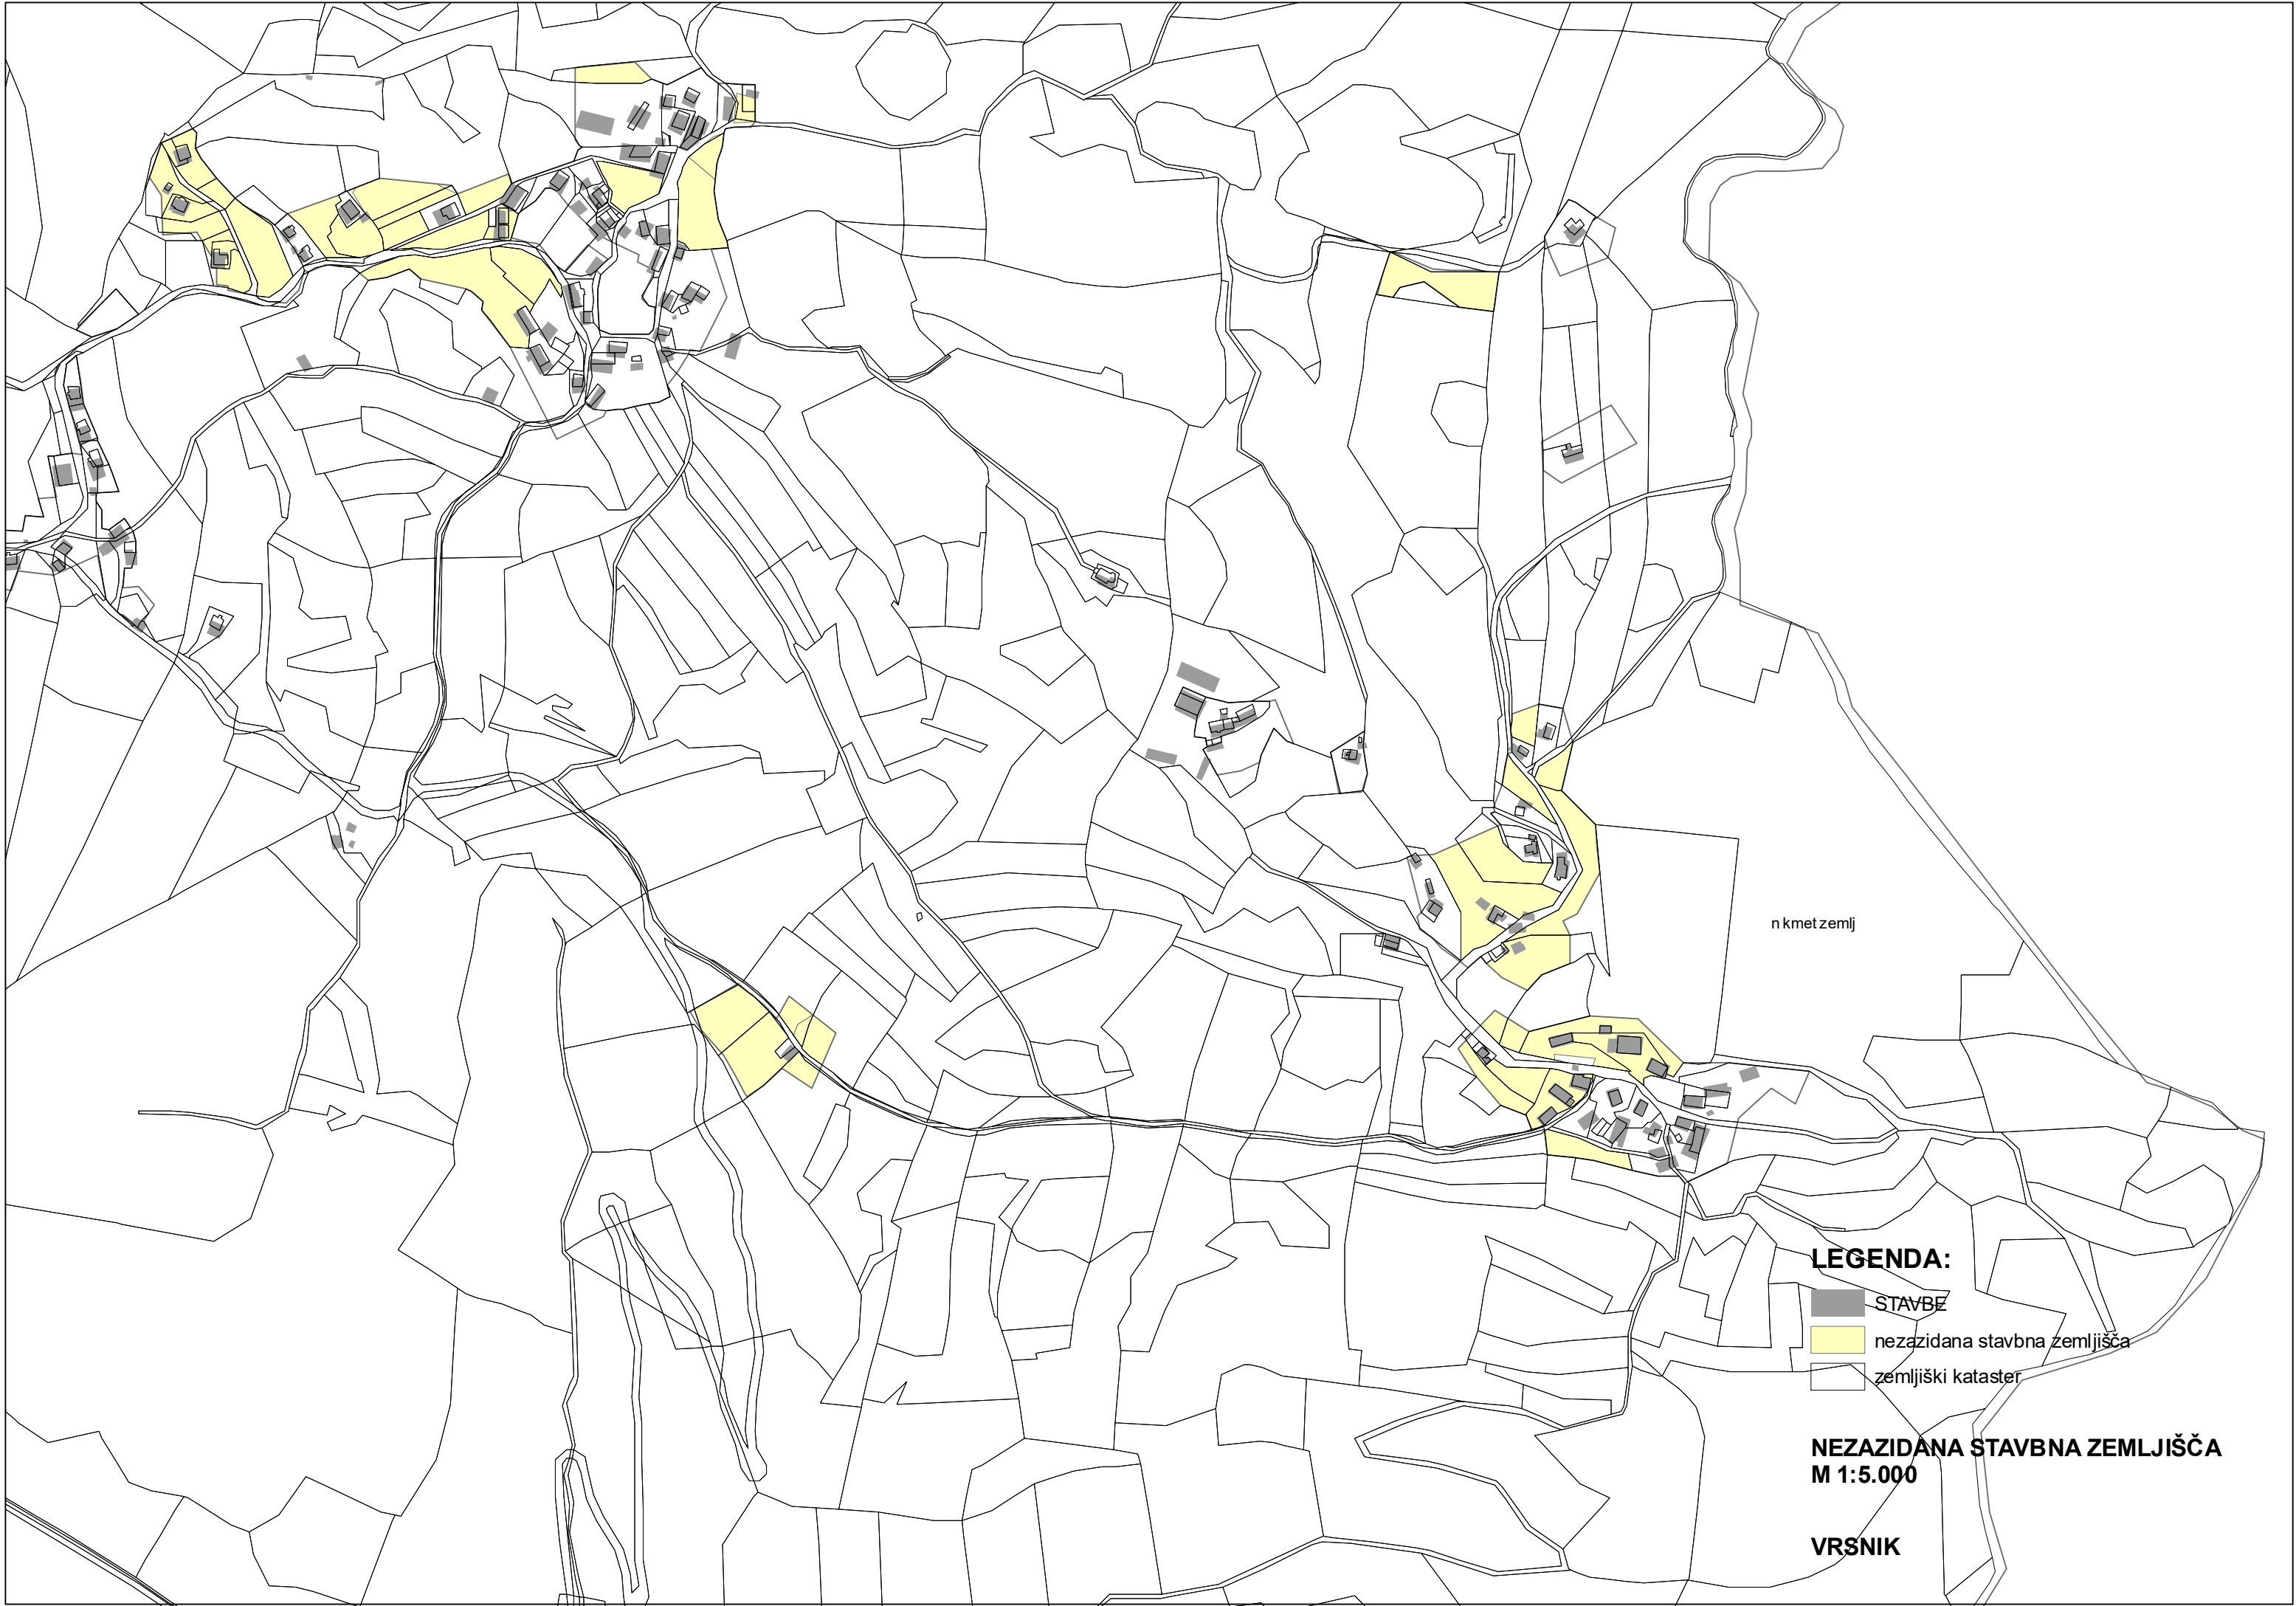 n kmet zemlj
LEGENDA:
STAVBE
nezazidana stavbna zemljišča
zemljiški kataster
NEZAZIDANA STAVBNA ZEMLJIŠČA
M 1:5.000
VRSNIK